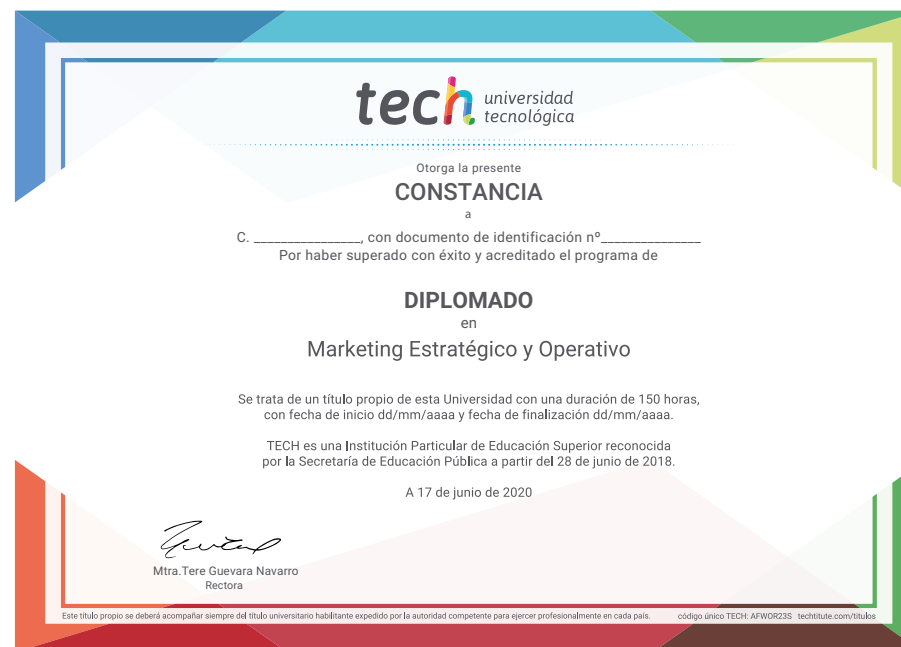 tech universidad
tecnológica
Otorga la presente
CONSTANCIA
a
C. ________________, con documento de identificación nº_______________
Por haber superado con éxito y acreditado el programa de
DIPLOMADO
en
Marketing Estratégico y Operativo
Se trata de un título propio de esta Universidad con una duración de 150 horas,
con fecha de inicio dd/mm/aaaa y fecha de finalización dd/mm/aaaa.
TECH es una Institución Particular de Educación Superior reconocida
por la Secretaría de Educación Pública a partir del 28 de junio de 2018.
A 17 de junio de 2020
Mtra.Tere Guevara Navarro
Rectora
Este título propio se deberá acompañar siempre del título universitario habilitante expedido por la autoridad competente para ejercer profesionalmente en cada país. código único TECH: AFWOR23S techtitute.com/titulos